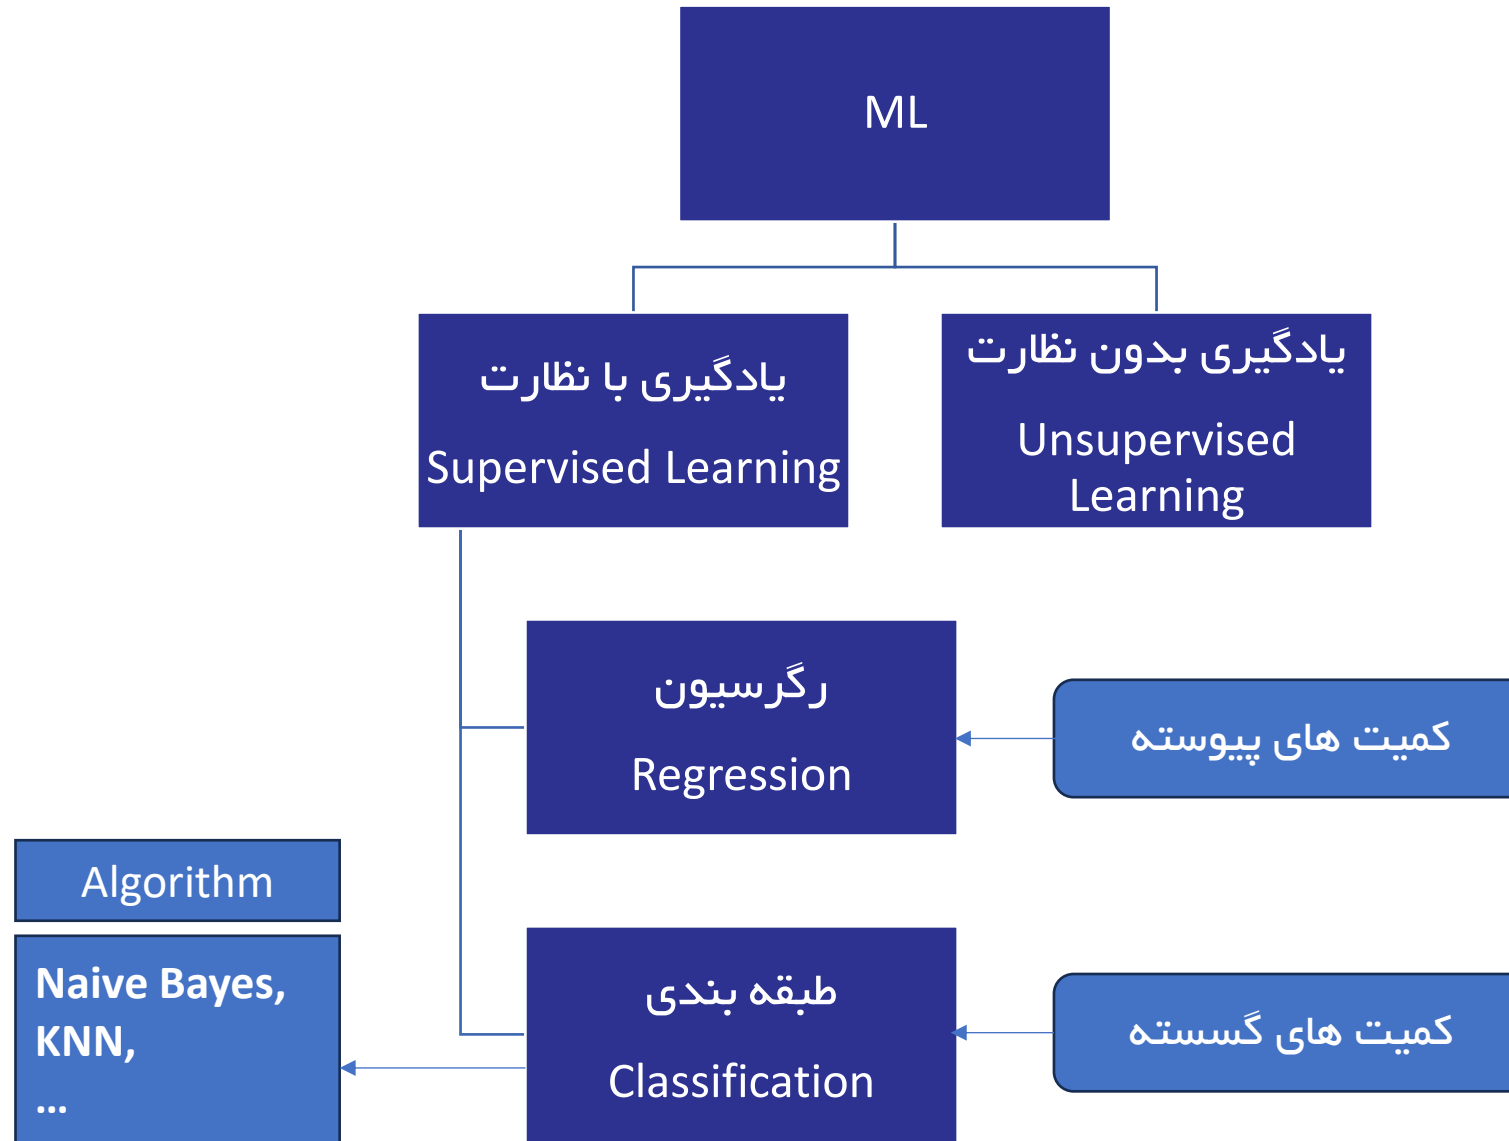 ML
یادگیری با نظارت
Supervised Learning
یادگیری بدون نظارت
Unsupervised
Learning
رگرسیون
Regression
کمیت های پیوسته
Algorithm
Naive Bayes,
KNN,
...
طبقه بندی
Classification
کمیت های گسسته